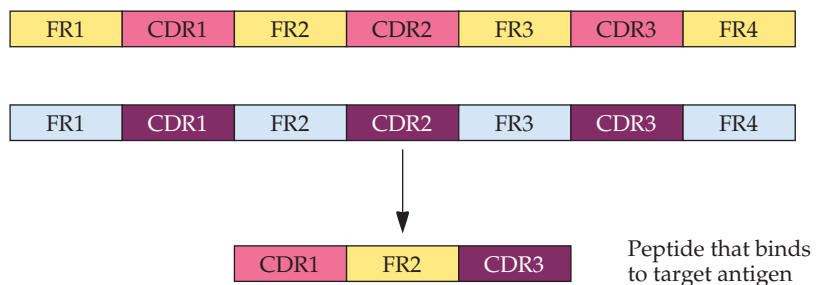 FR1 CDR1 FR2 CDR2 FR3 CDR3 FR4
FR1 CDR1 FR2 CDR2 FR3 CDR3 FR4
CDR1 FR2 CDR3
Peptide that binds
to target antigen